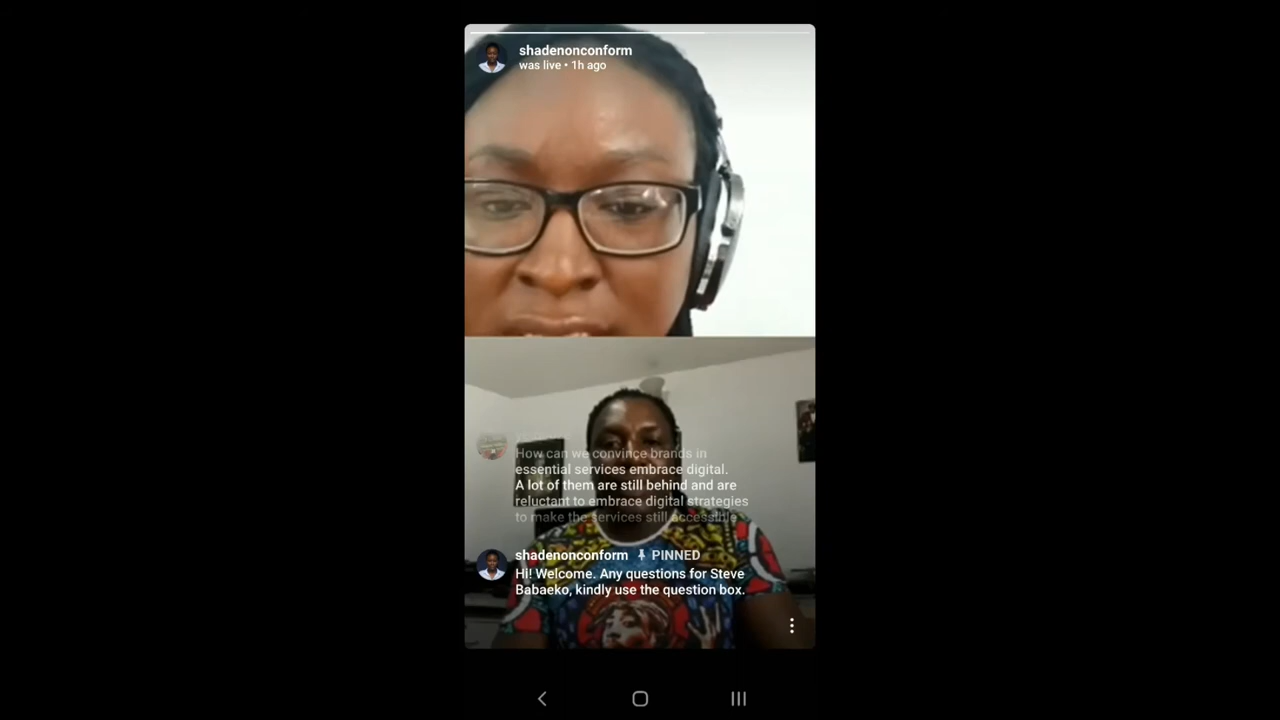 shadenonconform
was live • 1h ago
How can we convince brands in
essential services embrace digital.
A lot of them are still behind and are
reluctant to embrace digital strategies
to make the services still accessible
shadenonconform PINNED
Hi! Welcome. Any questions for Steve
Babaeko, kindly use the question box.